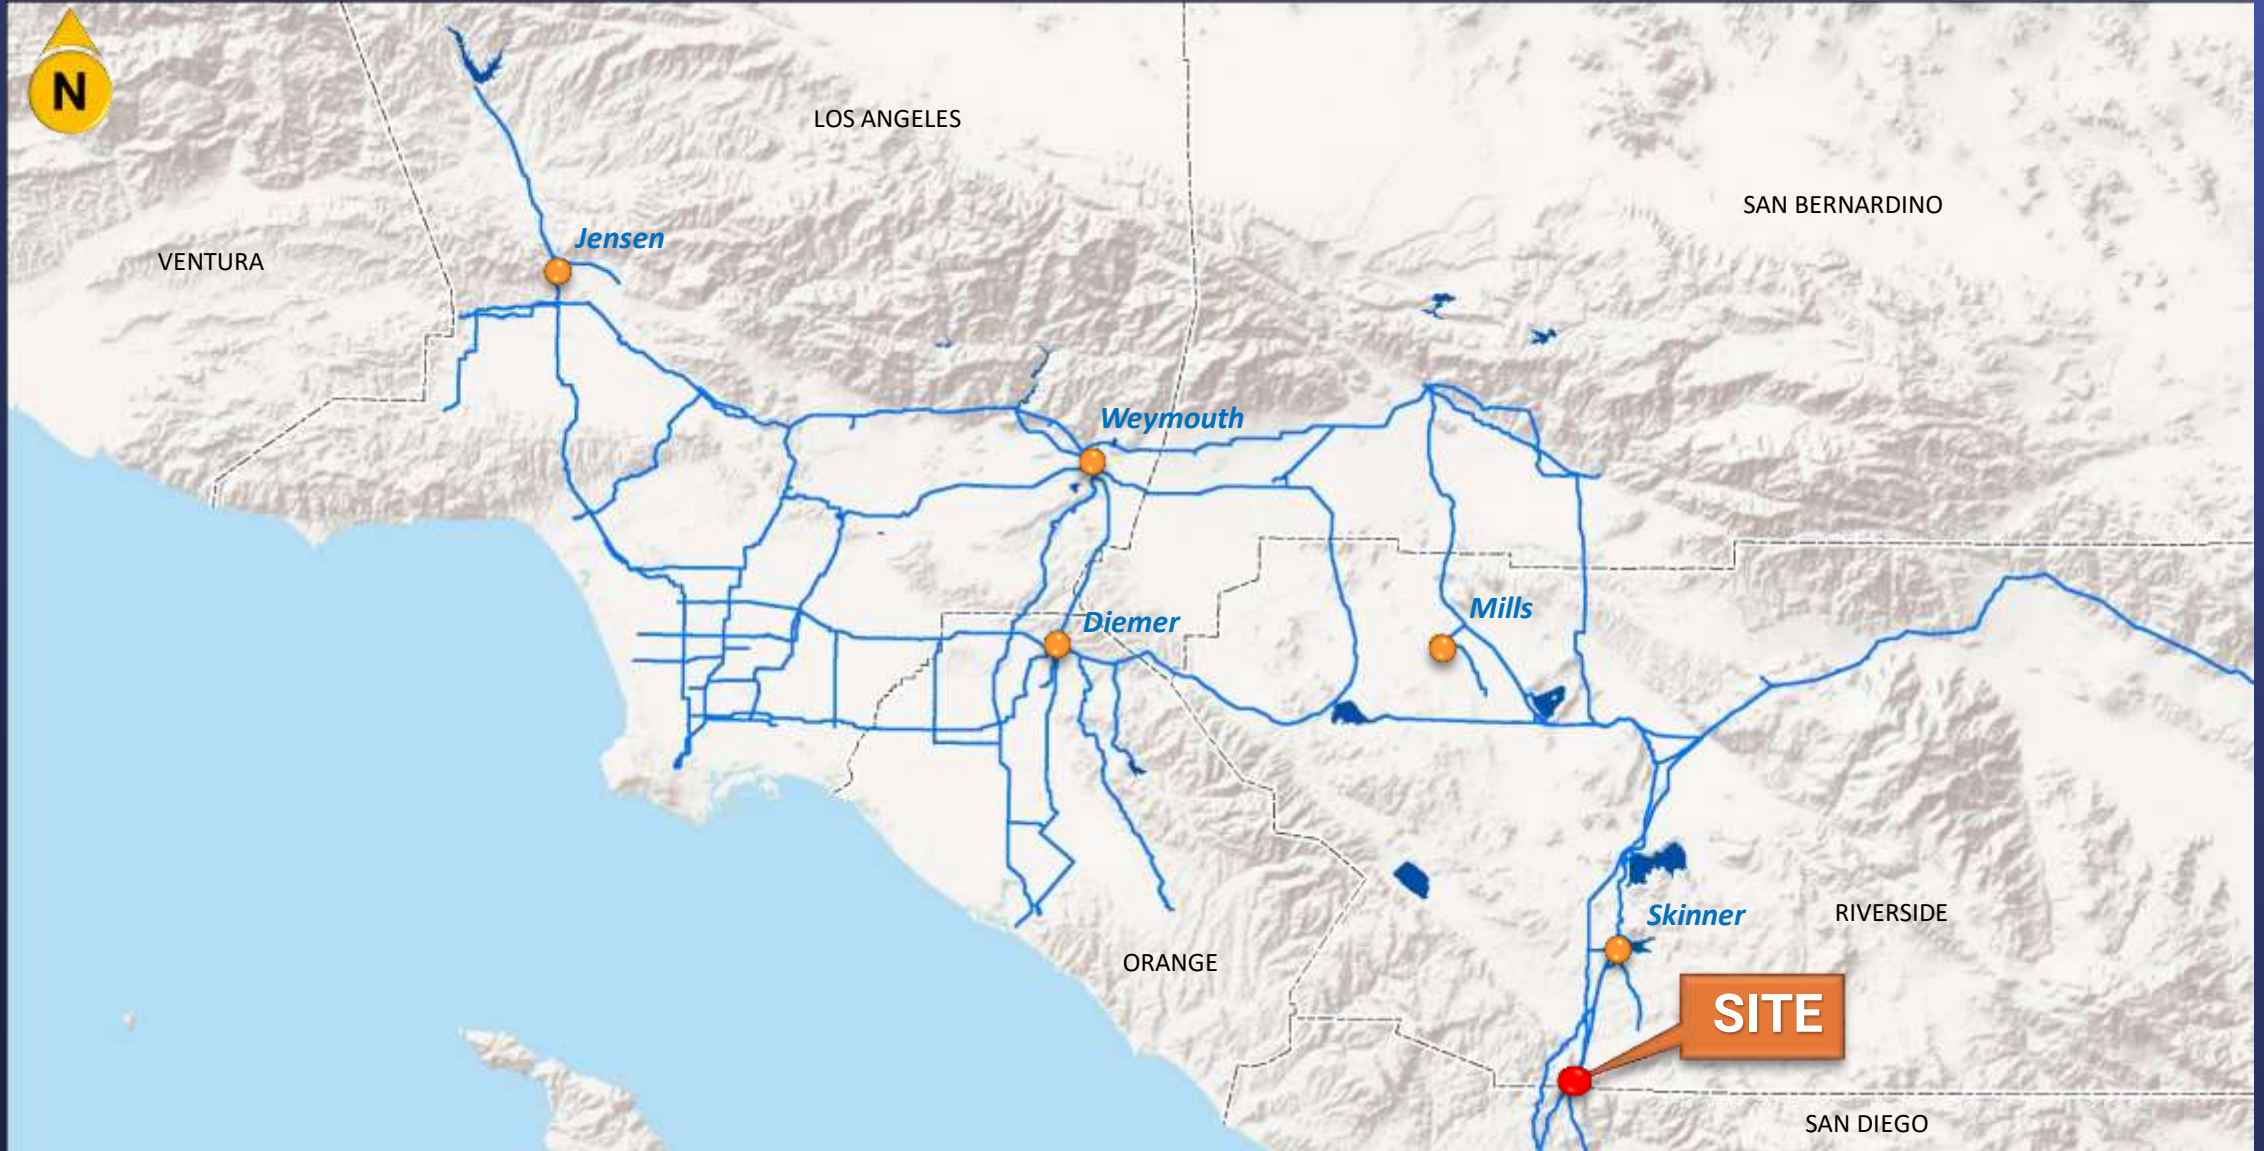 N
LOS ANGELES
SAN BERNARDINO
Jensen
VENTURA
Weymouth
Mills
Diemer
Skinner
RIVERSIDE
ORANGE
SITE
SAN DIEGO